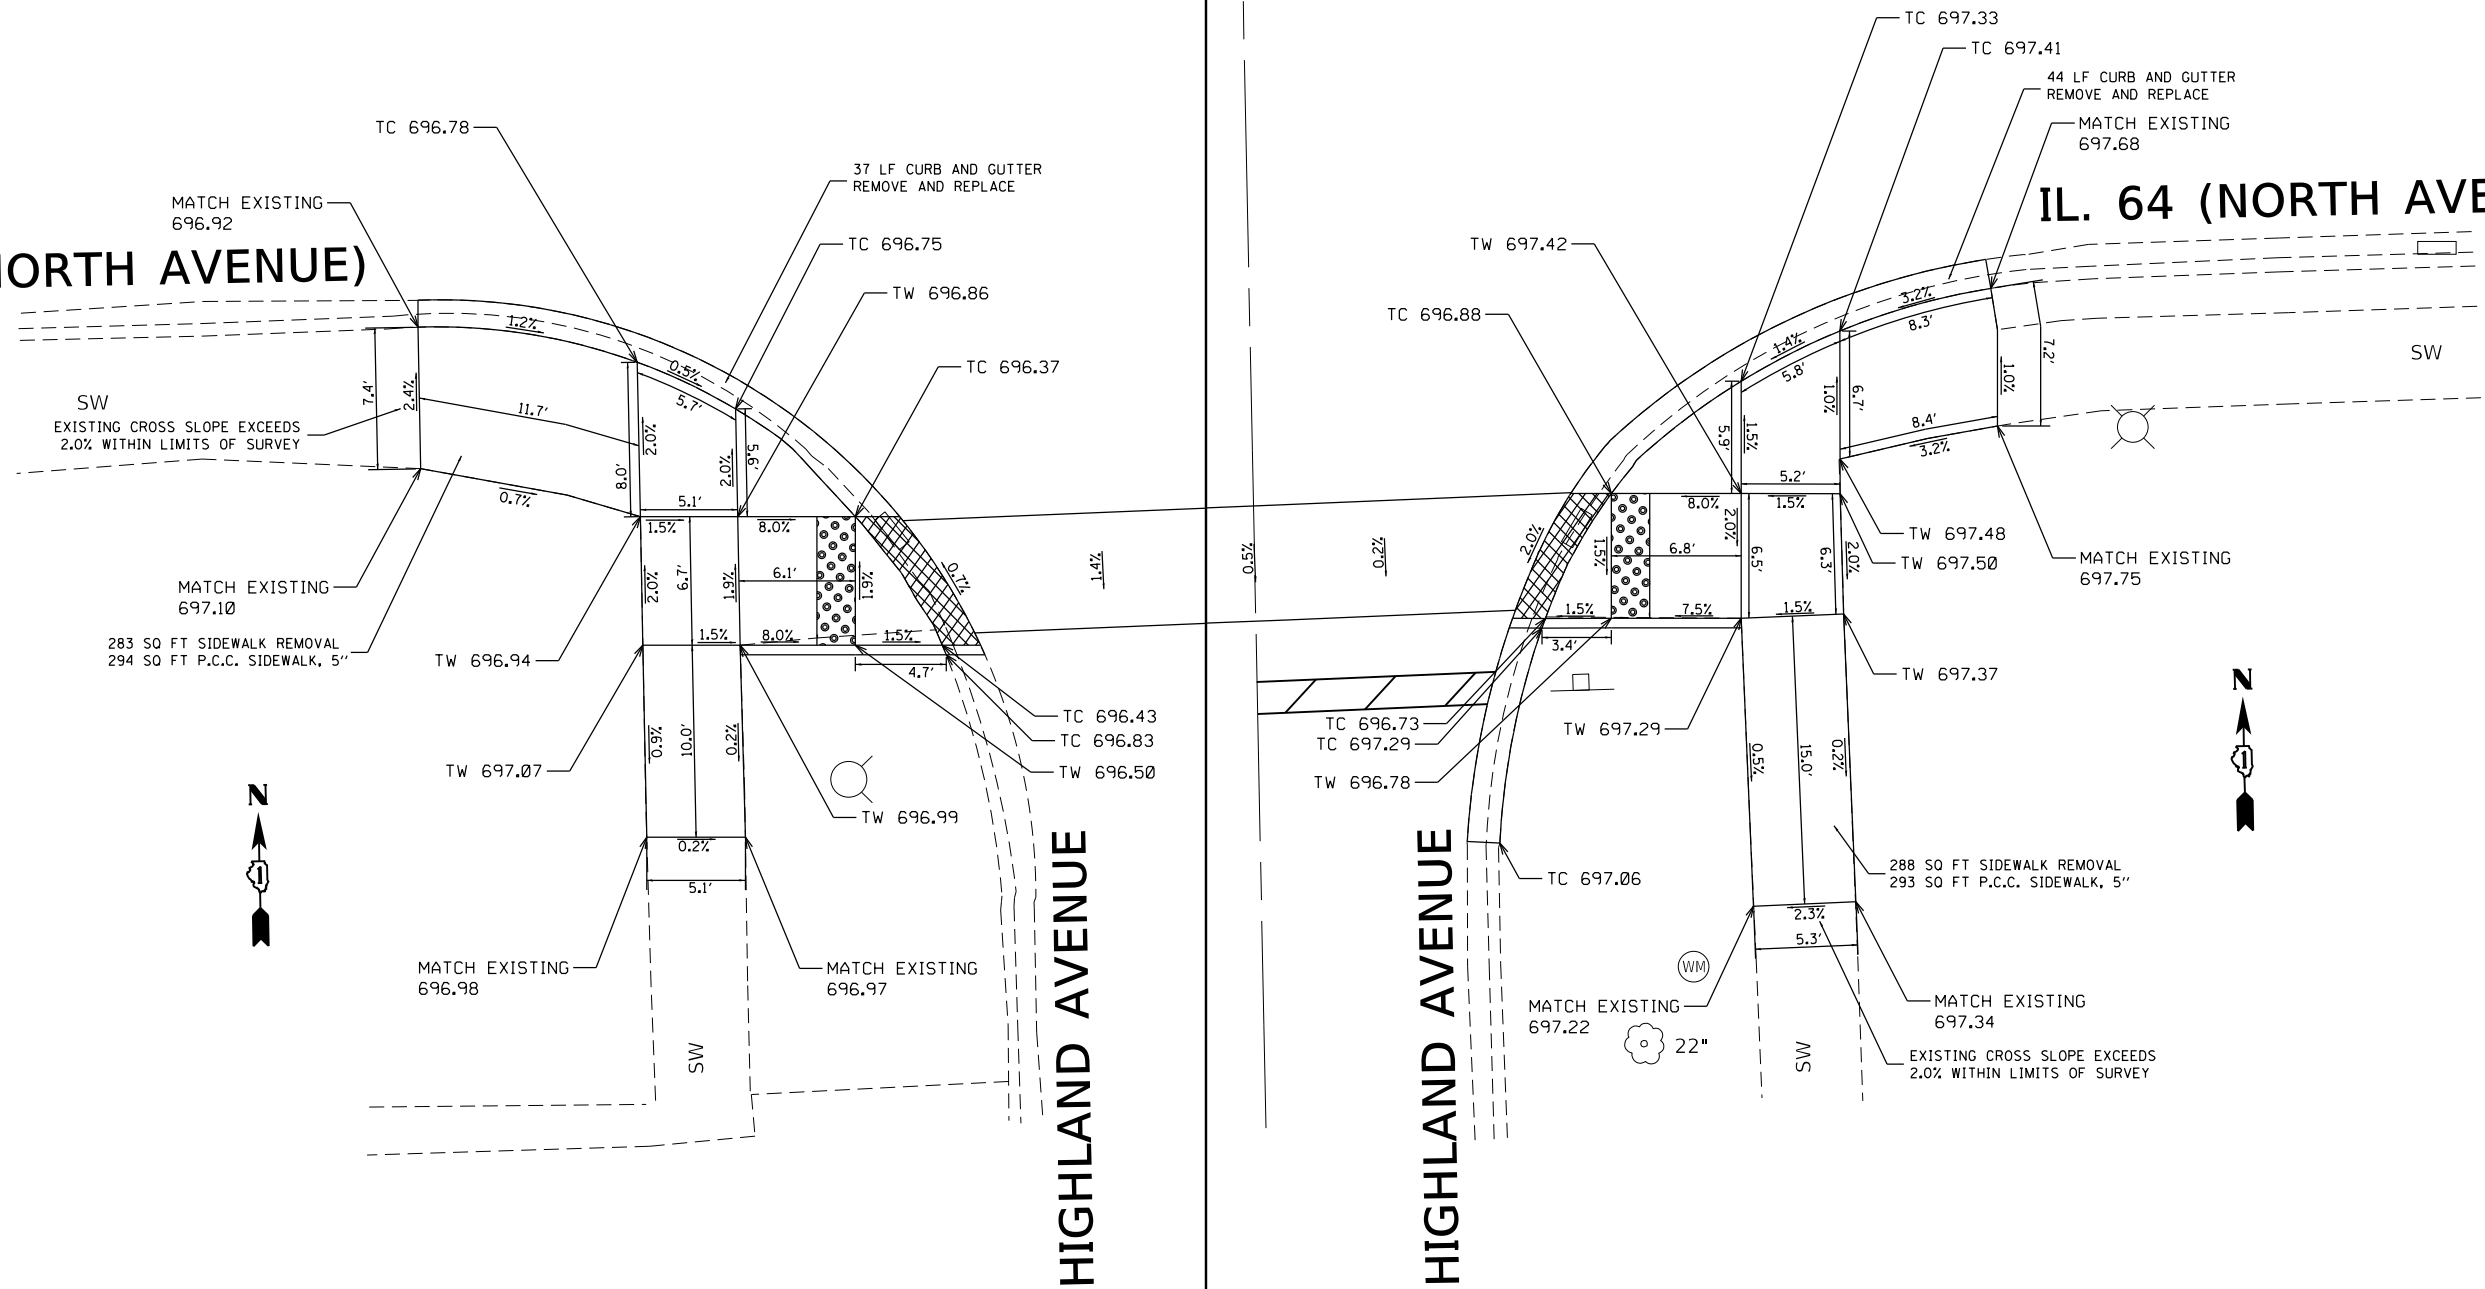 TC 696.78
MATCH EXISTING
696.92
NORTH AVENUE)
37 LF CURB AND GUTTER
REMOVE AND REPLACE
TC 696.75
TW 696.86
TC 696.37
1.2%
0.5%
5.7'
7.4'
2.4%
11.7'
SW
EXISTING CROSS SLOPE EXCEEDS
2.0% WITHIN LIMITS OF SURVEY
8.0'
2.0%
2.0%
5.6'
0.7%
5.1'
1.5%
8.0%
MATCH EXISTING
697.10
2.0%
6.7'
1.9%
6.1'
1.9%
0.7%
1.4%
283 SQ FT SIDEWALK REMOVAL
294 SQ FT P.C.C. SIDEWALK, 5"
TW 696.94
1.5%
8.0%
1.5%
4.7'
TC 696.43
TC 696.83
TW 696.50
TW 697.07
0.9%
10.0'
0.2%
TW 696.99
N
1
0.2%
5.1'
MATCH EXISTING
696.98
MATCH EXISTING
696.97
SW
HIGHLAND AVENUE
TC 697.33
TC 697.41
44 LF CURB AND GUTTER
REMOVE AND REPLACE
MATCH EXISTING
697.68
IL. 64 (NORTH AVE
TW 697.42
TC 696.88
3.2%
8.3'
1.4%
5.8'
7.2'
1.0%
SW
1.0%
6.7'
5.9'
1.5%
8.4'
3.2%
5.2'
8.0%
1.5%
0.5%
0.2%
2.0%
1.5%
6.8'
2.0%
6.5'
6.3'
2.0%
TW 697.48
TW 697.50
MATCH EXISTING
697.75
1.5%
7.5%
1.5%
3.4'
TW 697.37
TC 696.73
TC 697.29
TW 696.78
TW 697.29
0.5%
15.0'
0.2%
N
1
TC 697.06
288 SQ FT SIDEWALK REMOVAL
293 SQ FT P.C.C. SIDEWALK, 5"
2.3%
5.3'
WM
MATCH EXISTING
697.22
22"
MATCH EXISTING
697.34
SW
EXISTING CROSS SLOPE EXCEEDS
2.0% WITHIN LIMITS OF SURVEY
HIGHLAND AVENUE